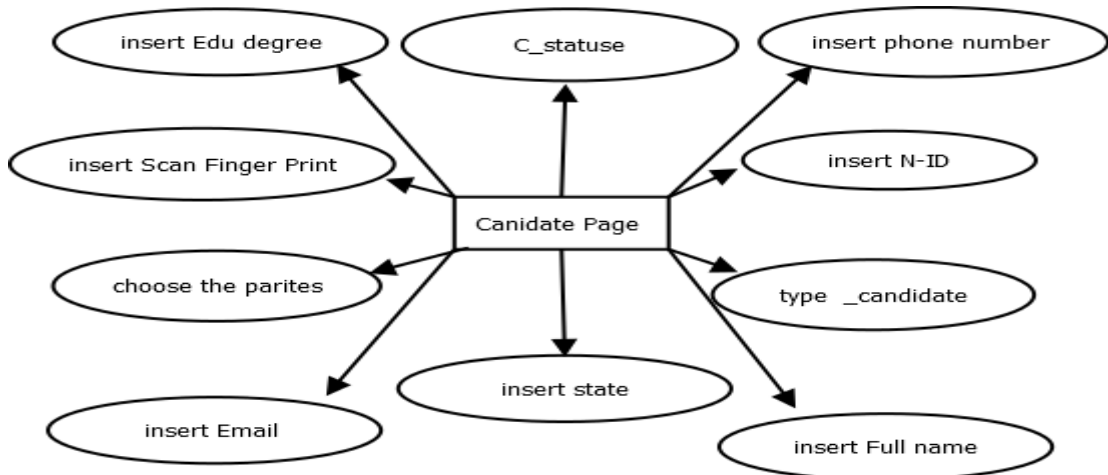 insert Edu degree
C_statuse
insert phone number
insert Scan Finger Print
insert N-ID
Canidate Page
choose the parites
type _candidate
insert state
insert Email
insert Full name